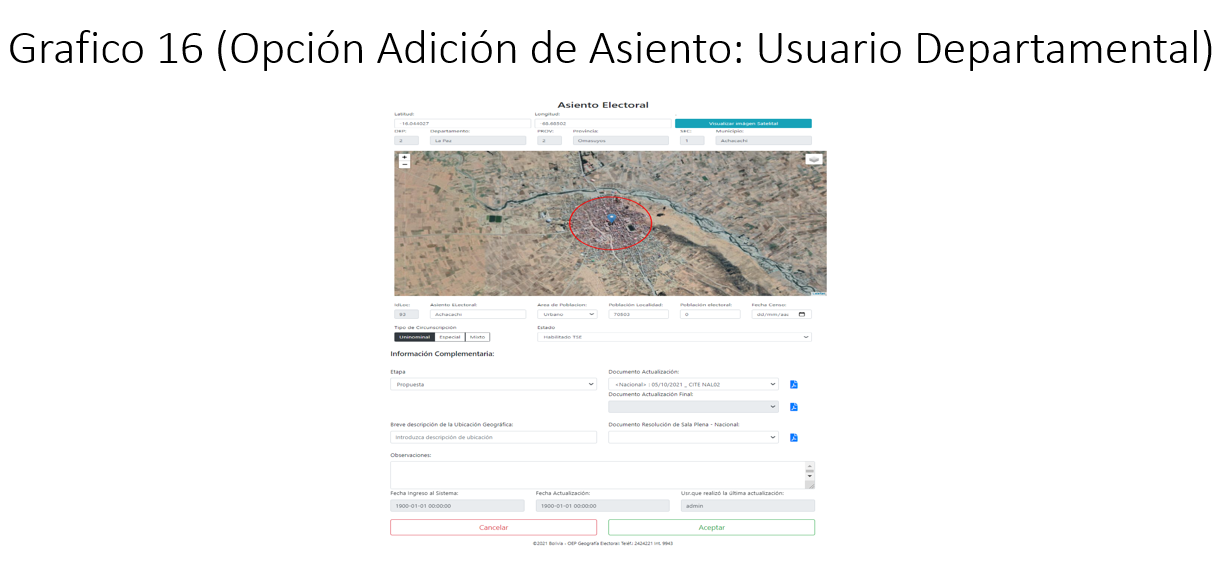 Grafico 16 (Opción Adición de Asiento: Usuario Departamental)
Asiento Electoral
Latitud: Longitud:
-16.044027 -68.68502 Visualizar imágen Satelital
DEP: Departamento: PROV: Provincia: SEC: Municipio:
2 La Paz 2 Omasuyos 1 Achacachi
+
−
Leaflet
IdLoc: Asiento ELectoral: Area de Poblacion: Población Localidad: Población electoral: Fecha Censo:
93 Achacachi Urbano 70503 0 dd/mm/aaaa
Tipo de Circunscripción Estado
Uninominal Especial Mixto Habilitado TSE
Información Complementaria:
Etapa Documento Actualización:
Propuesta <Nacional> : 05/10/2021 _ CITE NAL02
Documento Actualización Final:
Breve descripción de la Ubicación Geográfica: Documento Resolución de Sala Plena - Nacional:
Introduzca descripción de ubicación
Observaciones:
Fecha Ingreso al Sistema: Fecha Actualización: Usr.que realizó la última actualización:
1900-01-01 00:00:00 1900-01-01 00:00:00 admin
Cancelar Aceptar
©2021 Bolivia - OEP Geografía Electoral: Teléf.: 2424221 int. 9943